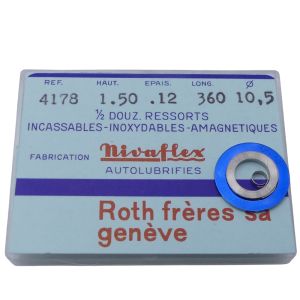 REF. HAUT. EPAIS. LONG. Ø
4178 1.50 .12 360 10,5
½ DOUZ. RESSORTS
INCASSABLES-INOXYDABLES-AMAGNETIQUES
FABRICATION Nivaflex
AUTOLUBRIFIES
Roth frères sa
genève